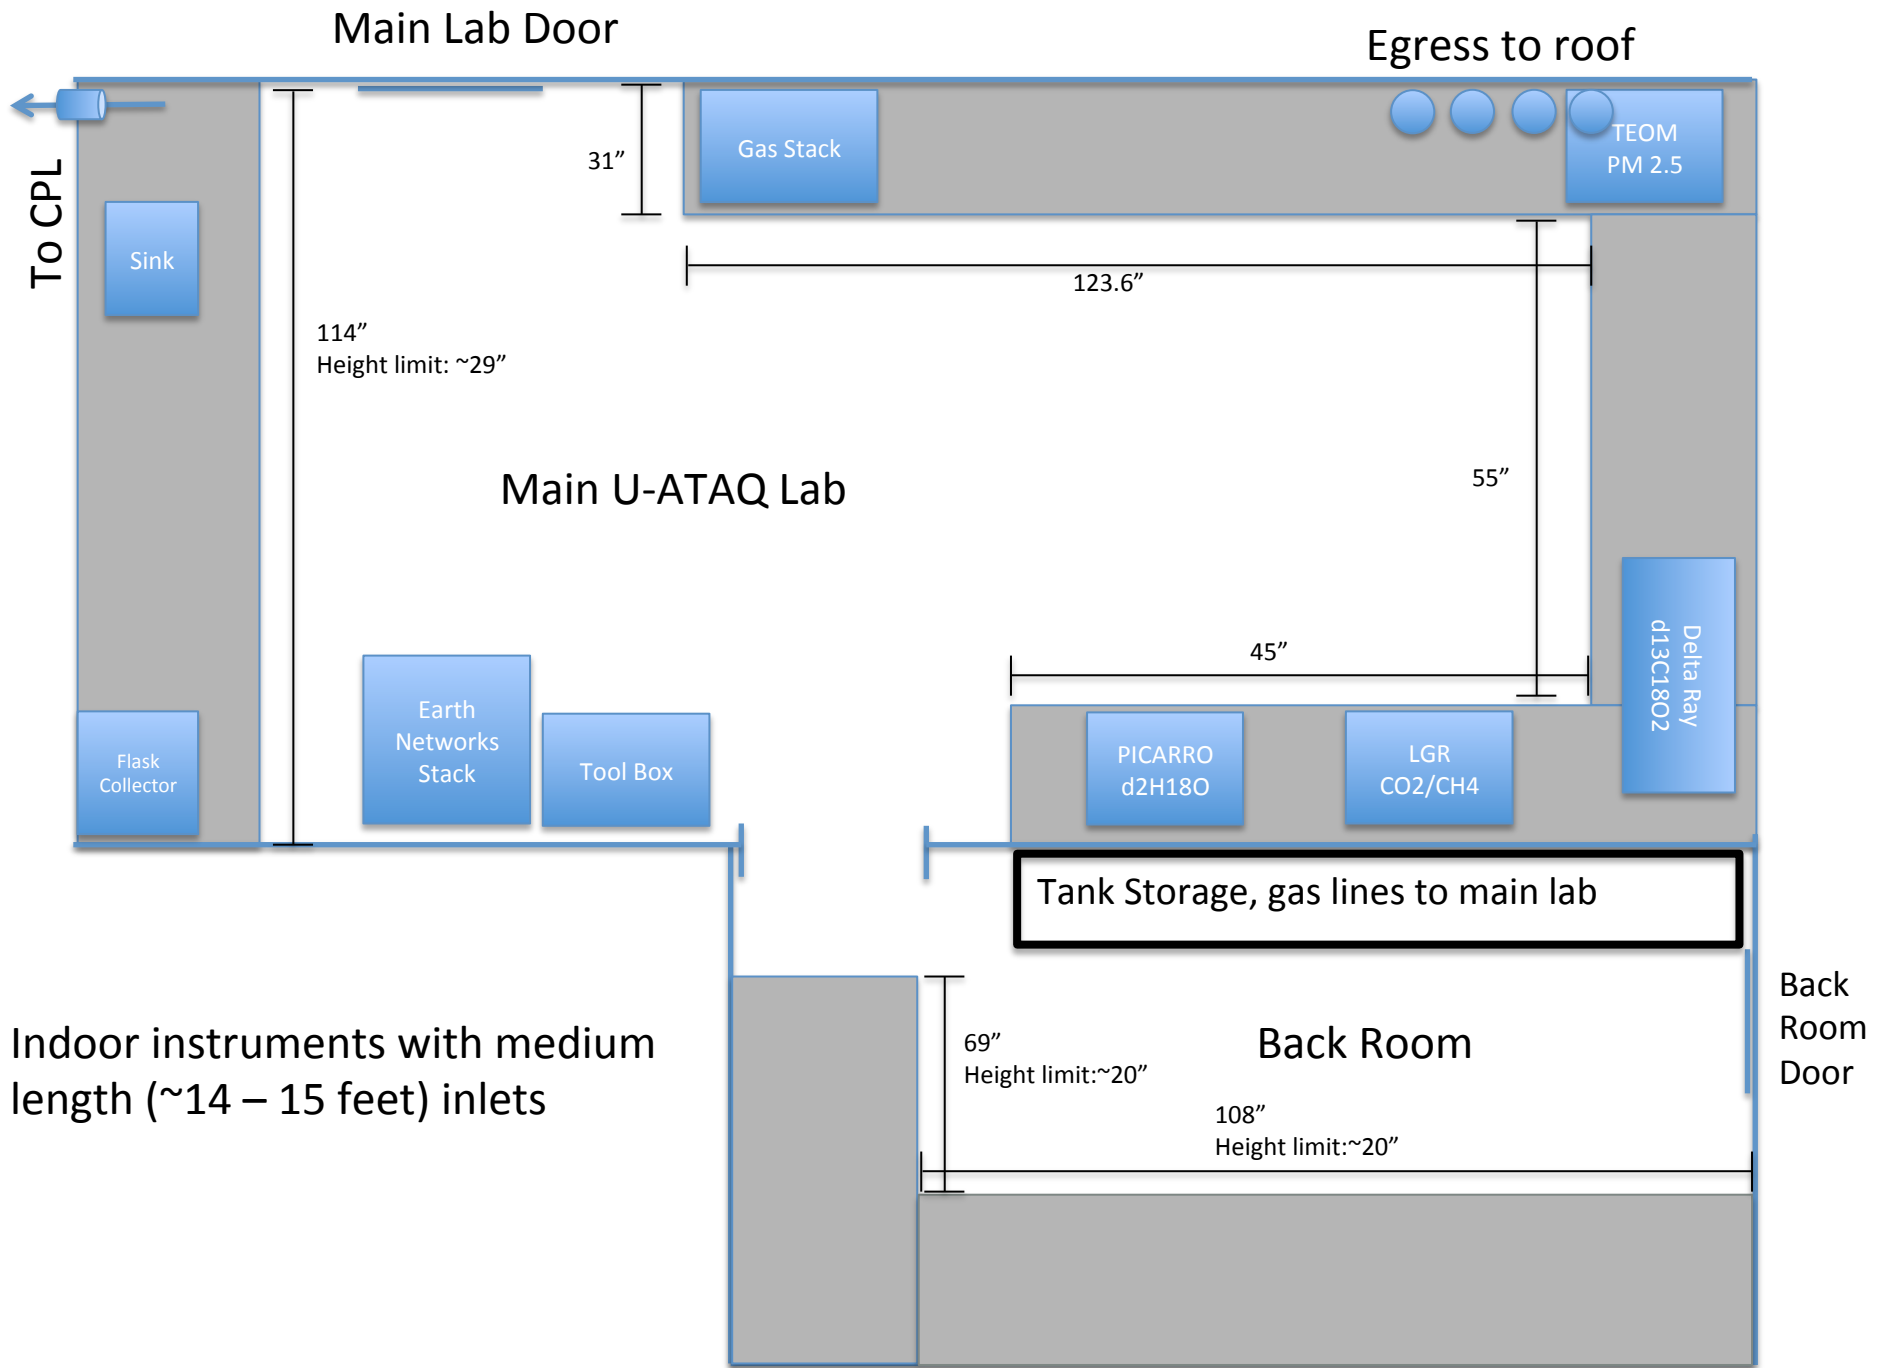 Main Lab Door
Egress to roof
To CPL
Gas Stack
TEOM
PM 2.5
31”
Sink
123.6”
114”
Height limit: ~29”
Main U-ATAQ Lab
55”
45”
Delta Ray
d13C18O2
Earth
Networks
Stack
Tool Box
Flask
Collector
PICARRO
d2H18O
LGR
CO2/CH4
Tank Storage, gas lines to main lab
Back
Room
Door
Indoor instruments with medium
length (~14 – 15 feet) inlets
69”
Height limit:~20”
Back Room
108”
Height limit:~20”